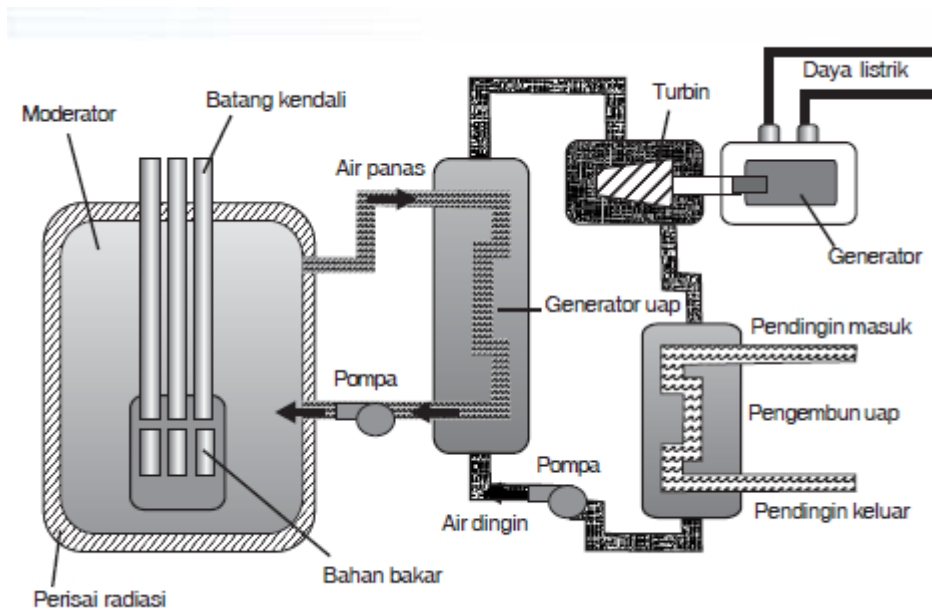 Daya listrik
Turbin
Batang kendali
Moderator
Air panas
Generator
Generator uap
Pendingin masuk
Pompa
Pengembun uap
Pompa
Air dingin
Pendingin keluar
Bahan bakar
Perisai radiasi